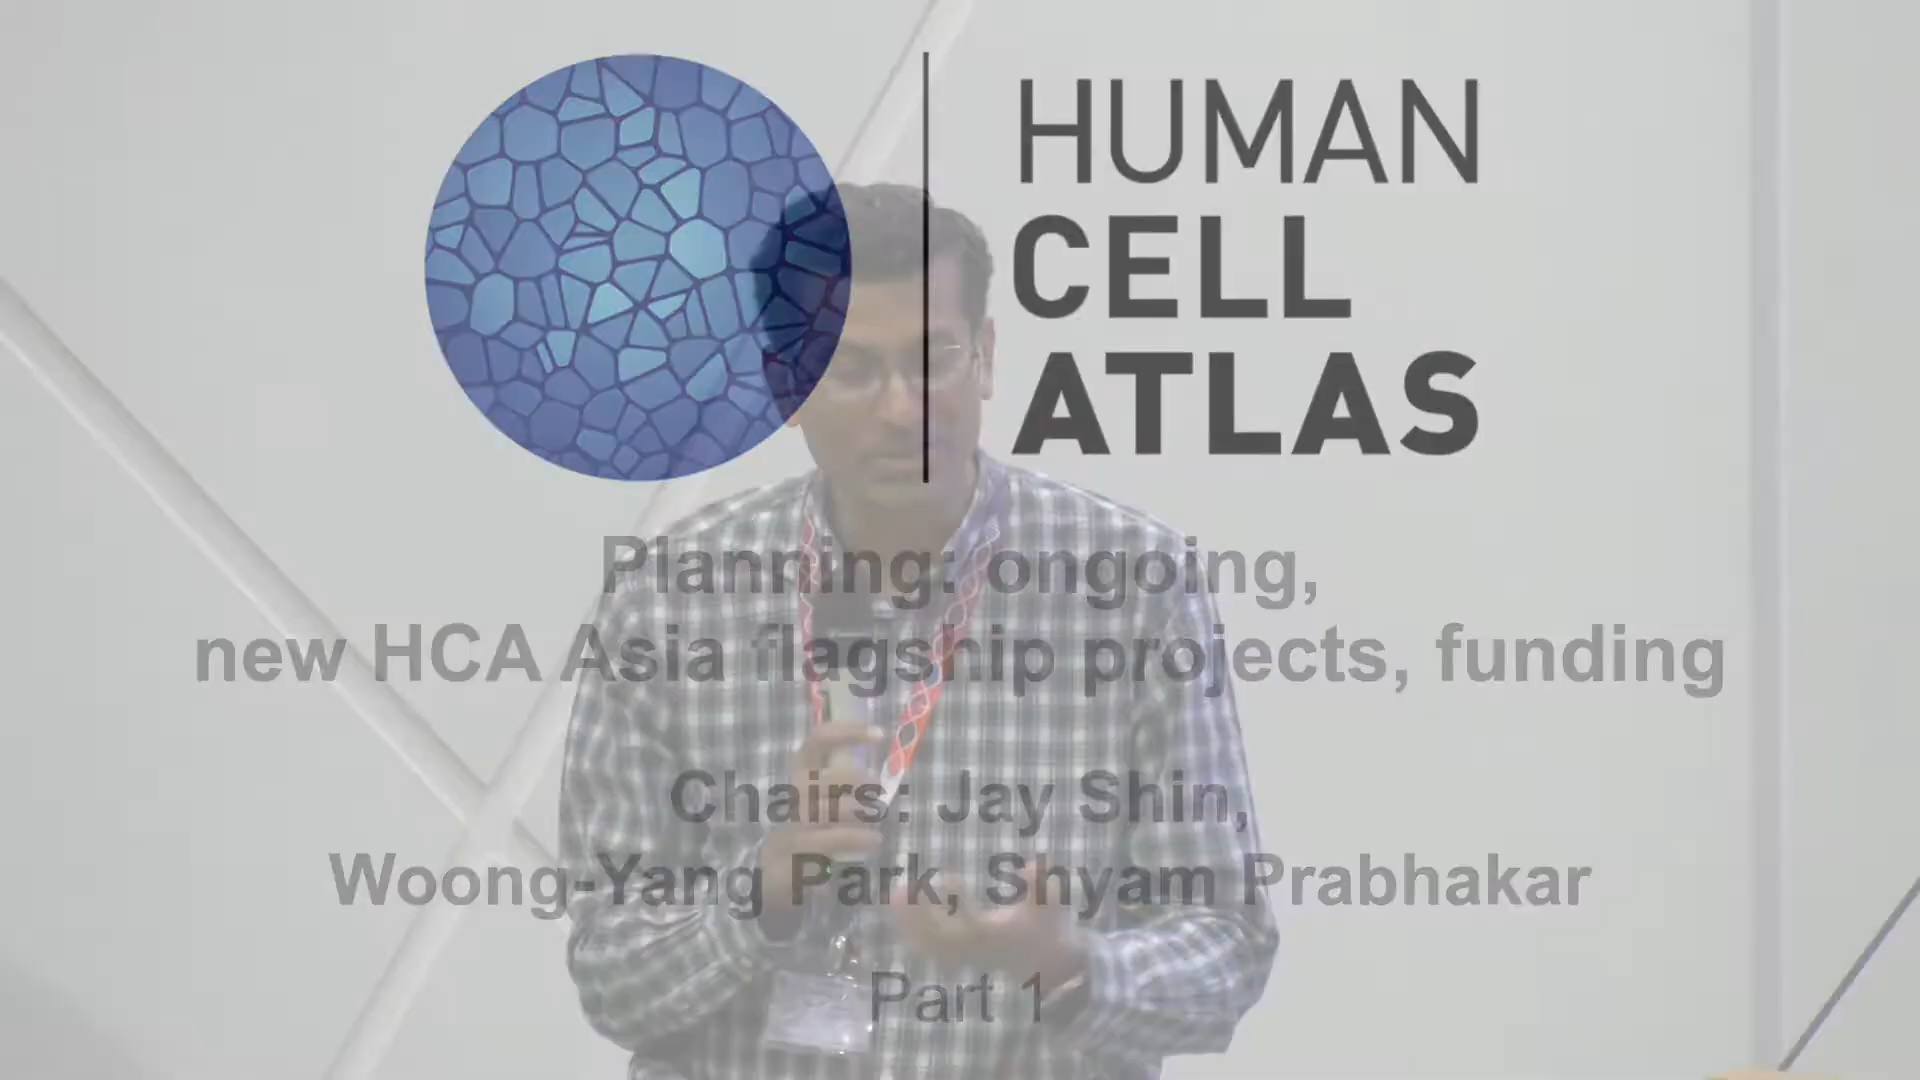 HUMAN
CELL
ATLAS
Planning: ongoing,
new HCA Asia flagship projects, funding
Chairs: Jay Shin,
Woong-Yang Park, Shyam Prabhakar
Part 1